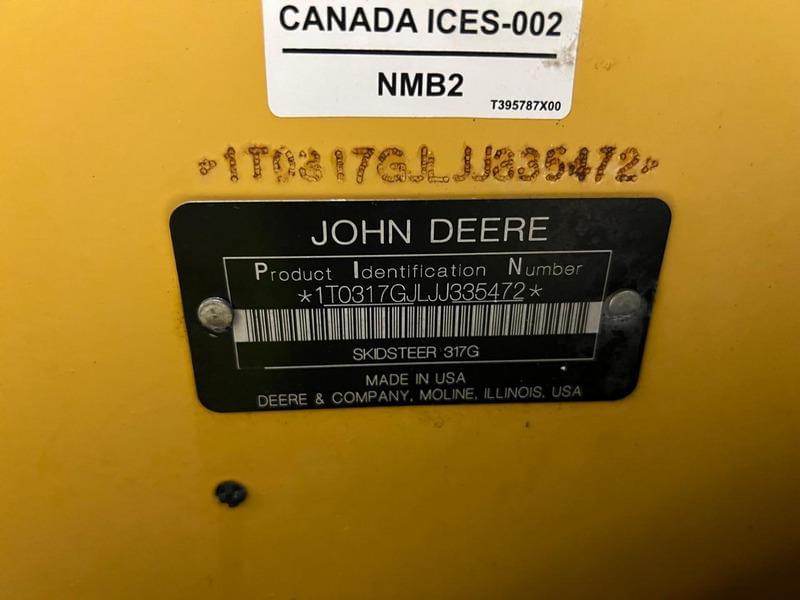 CANADA ICES-002
NMB2
T395787X00
*1T0317GJLJJ335472*
JOHN DEERE
Product Identification Number
*1T0317GJLJJ335472*
SKIDSTEER 317G
MADE IN USA
DEERE & COMPANY, MOLINE, ILLINOIS, USA